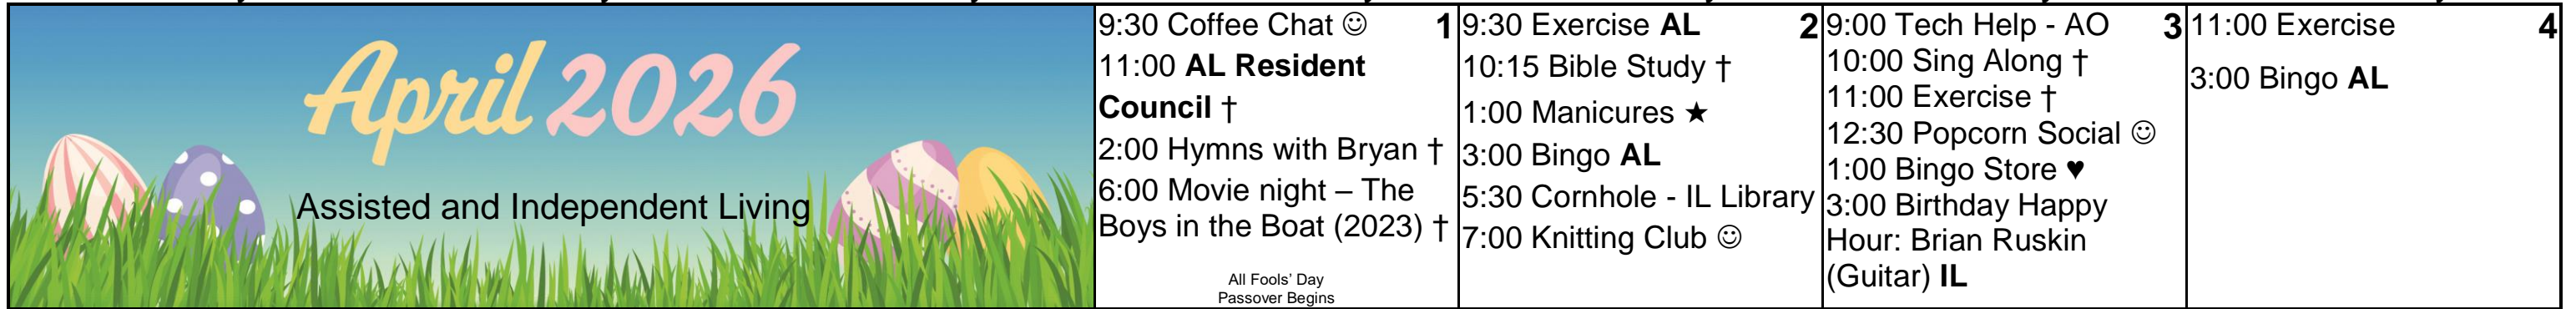 April 2026
Assisted and Independent Living
9:30 Coffee Chat ☺ 1
11:00 AL Resident
Council †
2:00 Hymns with Bryan †
6:00 Movie night – The
Boys in the Boat (2023) †
All Fools' Day
Passover Begins
9:30 Exercise AL 2
10:15 Bible Study †
1:00 Manicures ★
3:00 Bingo AL
5:30 Cornhole - IL Library
7:00 Knitting Club ☺
9:00 Tech Help - AO 3
10:00 Sing Along †
11:00 Exercise †
12:30 Popcorn Social ☺
1:00 Bingo Store ♥
3:00 Birthday Happy
Hour: Brian Ruskin
(Guitar) IL
11:00 Exercise 4
3:00 Bingo AL